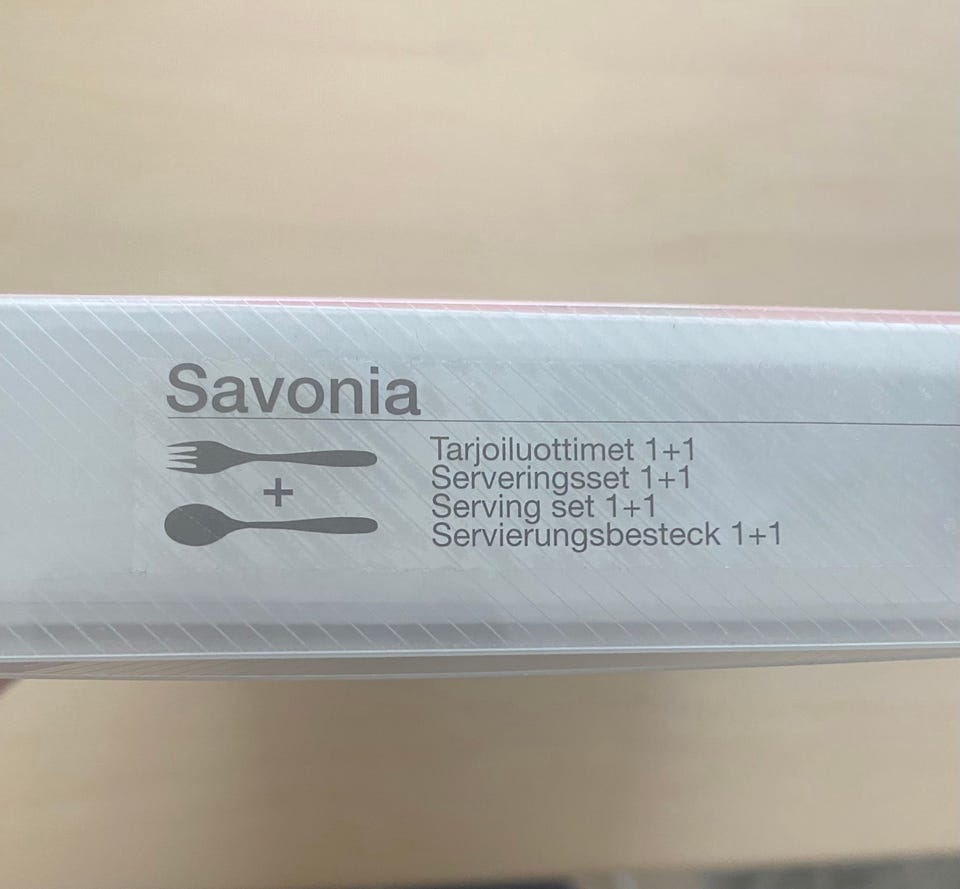 Savonia
Tarjoiluottimet 1+1
Serveringsset 1+1
+
Serving set 1+1
Servierungsbesteck 1+1